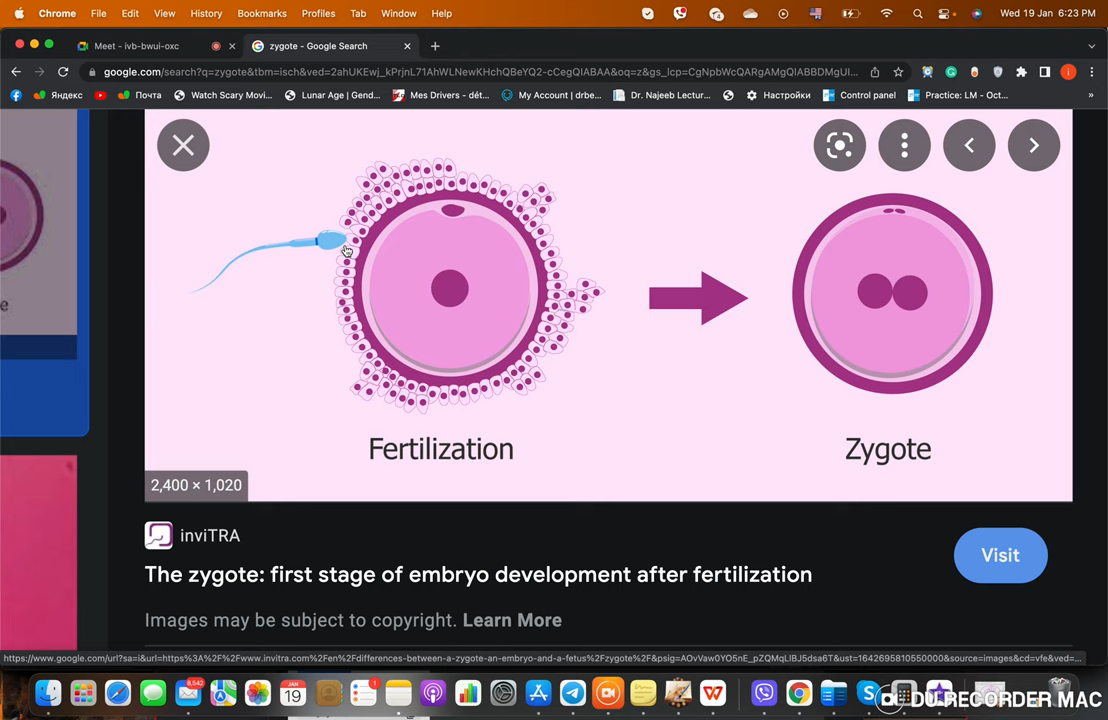 Chrome File Edit View History Bookmarks Profiles Tab Window Help Wed 19 Jan 6:23 PM
Meet - ivb-bwui-oxc zygote - Google Search
google.com/search?q=zygote&tbm=isch&ved=2ahUKEwj_kPrjnL71AhWLNewKHchQBeYQ2-cCegQIABAA&oq=z&gs_lcp=CgNpbWcQARgAMgQIABBDMgUI...
Яндекс Почта Watch Scary Movi... Lunar Age | Gend... Mes Drivers - dét... My Account | drbe... Dr. Najeeb Lectur... Настройки Control panel Practice: LM - Oct... »
Fertilization Zygote
2,400 × 1,020
inviTRA
Visit
The zygote: first stage of embryo development after fertilization
Images may be subject to copyright. Learn More
https://www.google.com/url?sa=i&url=https%3A%2F%2Fwww.invitra.com%2Fen%2Fdifferences-between-a-zygote-an-embryo-and-a-fetus%2Fzygote%2F&psig=AOvVaw0YO5nE_pZQMqLIBJ5dsa6T&ust=1642695810550000&source=images&cd=vfe&ved=...
8,542
JAN
19
1
DU RECORDER MAC